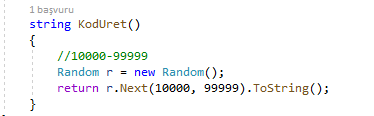 1 başvuru
string KodUret()
{
//10000-99999
Random r = new Random();
return r.Next(10000, 99999).ToString();
}